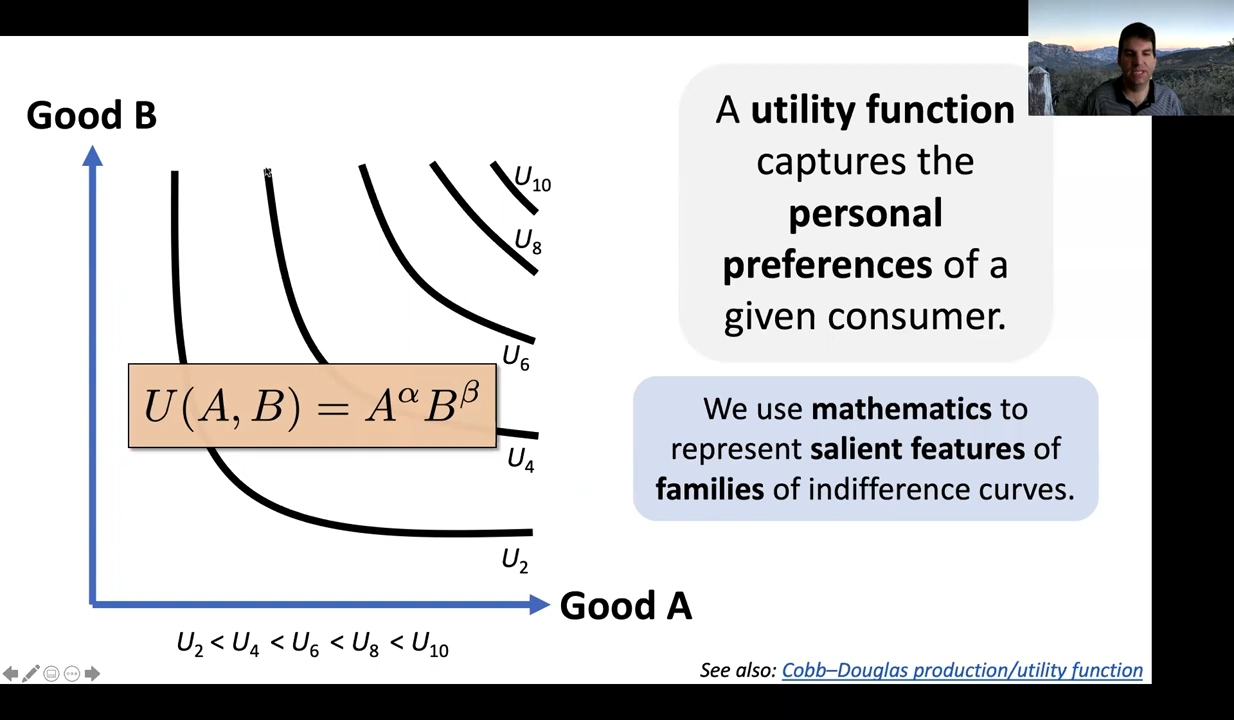 Good B
U10
U8
U6
U(A, B) = A^α B^β
U4
U2
Good A
U2 < U4 < U6 < U8 < U10
A utility function
captures the
personal
preferences of a
given consumer.
We use mathematics to
represent salient features of
families of indifference curves.
See also: Cobb–Douglas production/utility function